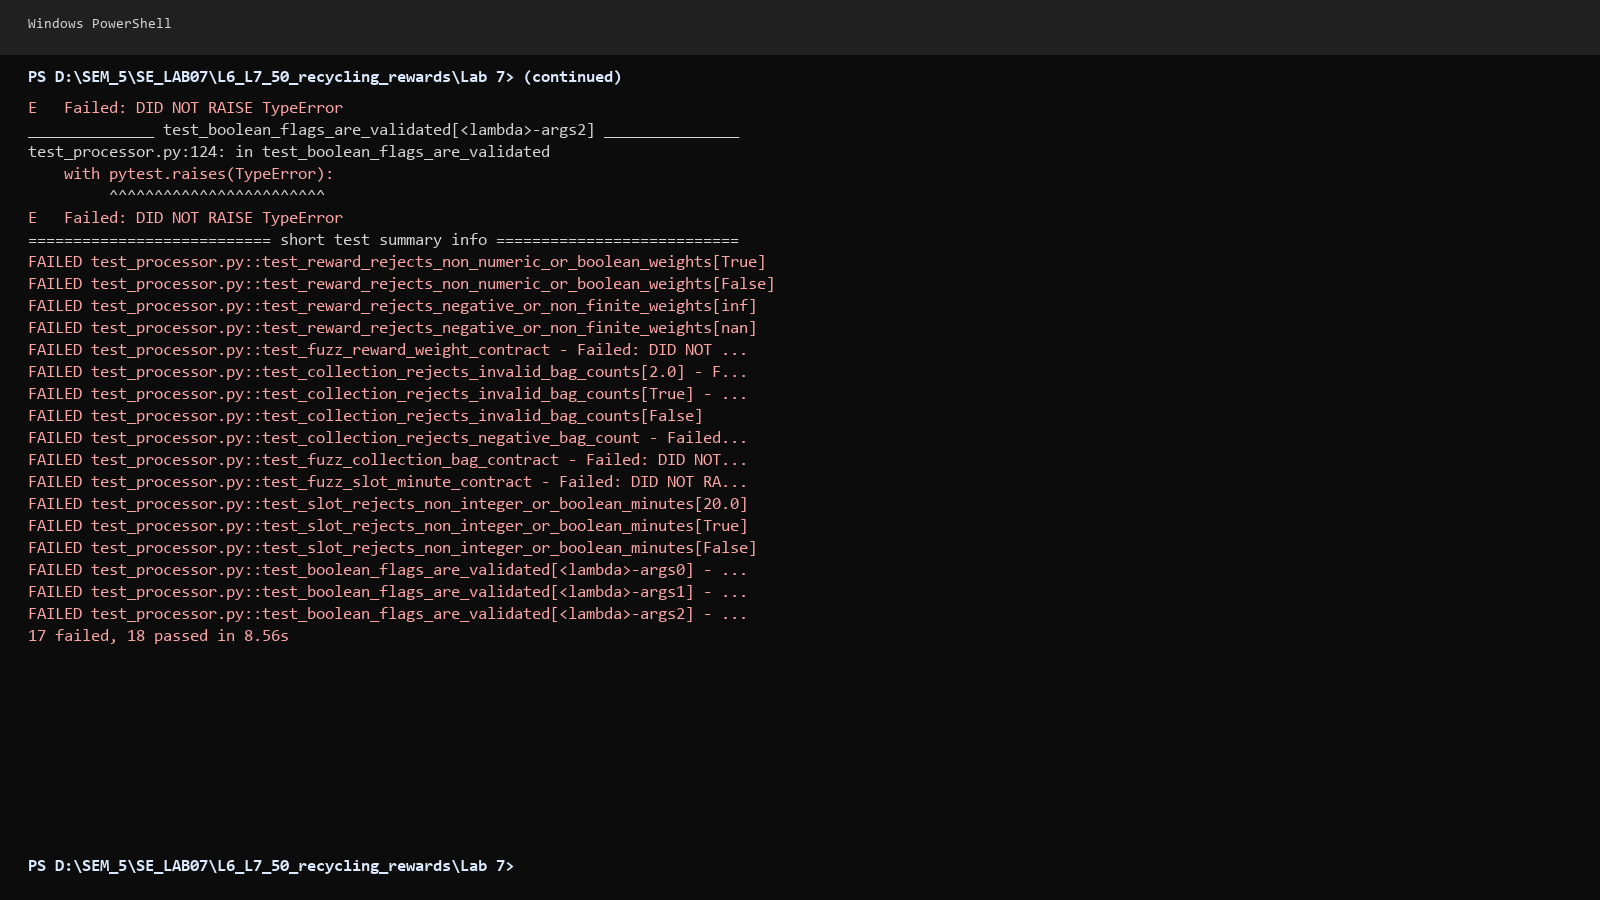 Windows PowerShell
PS D:\SEM_5\SE_LAB07\L6_L7_50_recycling_rewards\Lab 7> (continued)
E   Failed: DID NOT RAISE TypeError
______________ test_boolean_flags_are_validated[<lambda>-args2] _______________
test_processor.py:124: in test_boolean_flags_are_validated
    with pytest.raises(TypeError):
         ^^^^^^^^^^^^^^^^^^^^^^^^
E   Failed: DID NOT RAISE TypeError
=========================== short test summary info ===========================
FAILED test_processor.py::test_reward_rejects_non_numeric_or_boolean_weights[True]
FAILED test_processor.py::test_reward_rejects_non_numeric_or_boolean_weights[False]
FAILED test_processor.py::test_reward_rejects_negative_or_non_finite_weights[inf]
FAILED test_processor.py::test_reward_rejects_negative_or_non_finite_weights[nan]
FAILED test_processor.py::test_fuzz_reward_weight_contract - Failed: DID NOT ...
FAILED test_processor.py::test_collection_rejects_invalid_bag_counts[2.0] - F...
FAILED test_processor.py::test_collection_rejects_invalid_bag_counts[True] - ...
FAILED test_processor.py::test_collection_rejects_invalid_bag_counts[False]
FAILED test_processor.py::test_collection_rejects_negative_bag_count - Failed...
FAILED test_processor.py::test_fuzz_collection_bag_contract - Failed: DID NOT...
FAILED test_processor.py::test_fuzz_slot_minute_contract - Failed: DID NOT RA...
FAILED test_processor.py::test_slot_rejects_non_integer_or_boolean_minutes[20.0]
FAILED test_processor.py::test_slot_rejects_non_integer_or_boolean_minutes[True]
FAILED test_processor.py::test_slot_rejects_non_integer_or_boolean_minutes[False]
FAILED test_processor.py::test_boolean_flags_are_validated[<lambda>-args0] - ...
FAILED test_processor.py::test_boolean_flags_are_validated[<lambda>-args1] - ...
FAILED test_processor.py::test_boolean_flags_are_validated[<lambda>-args2] - ...
17 failed, 18 passed in 8.56s
PS D:\SEM_5\SE_LAB07\L6_L7_50_recycling_rewards\Lab 7>